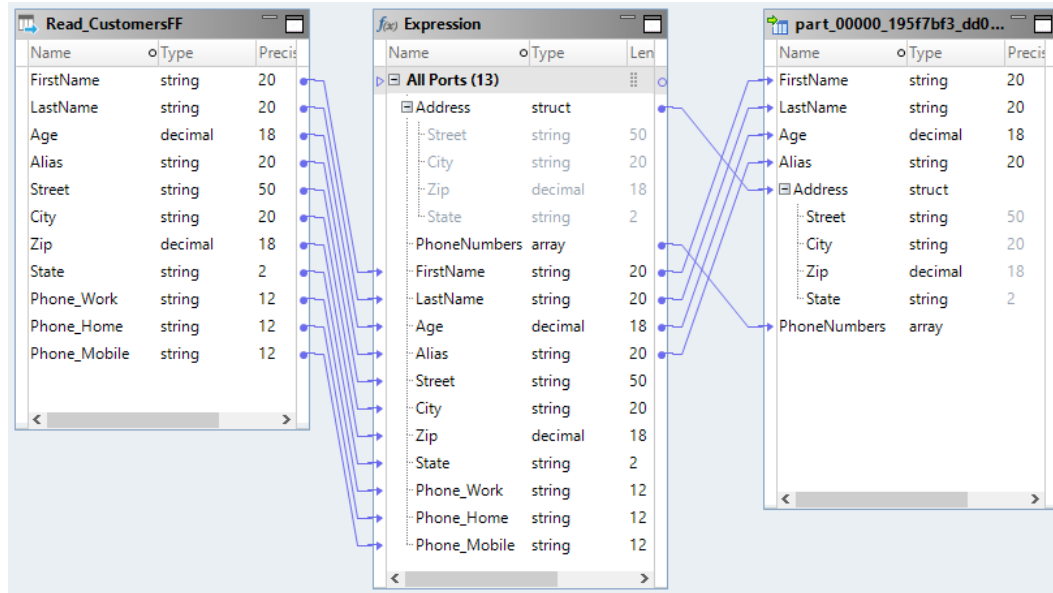 Read_CustomersFF
Name Type Precis
FirstName string 20
LastName string 20
Age decimal 18
Alias string 20
Street string 50
City string 20
Zip decimal 18
State string 2
Phone_Work string 12
Phone_Home string 12
Phone_Mobile string 12
f(x) Expression
Name Type Len
All Ports (13)
Address struct
Street string 50
City string 20
Zip decimal 18
State string 2
PhoneNumbers array
FirstName string 20
LastName string 20
Age decimal 18
Alias string 20
Street string 50
City string 20
Zip decimal 18
State string 2
Phone_Work string 12
Phone_Home string 12
Phone_Mobile string 12
part_00000_195f7bf3_dd0...
Name Type Precis
FirstName string 20
LastName string 20
Age decimal 18
Alias string 20
Address struct
Street string 50
City string 20
Zip decimal 18
State string 2
PhoneNumbers array